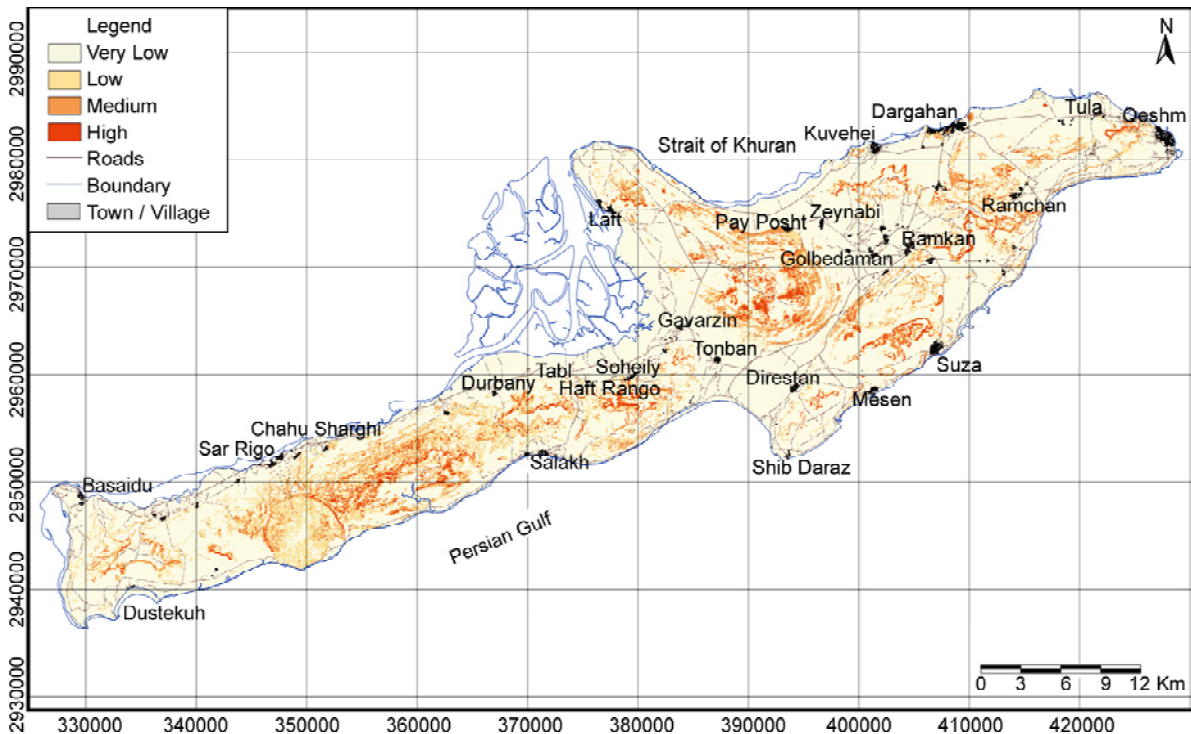 Legend
Very Low
Low
Medium
High
Roads
Boundary
Town / Village
N
2990000
2980000
2970000
2960000
2950000
2940000
2930000
Tula
Qeshm
Dargahan
Kuvehei
Strait of Khuran
Laft
Pay Posht
Zeynabi
Ramchan
Ramkan
Golbedaman
Gavarzin
Tonban
Suza
Soheily
Tabl
Haft Rango
Durbany
Direstan
Mesen
Chahu Sharghi
Sar Rigo
Salakh
Shib Daraz
Basaidu
Persian Gulf
Dustekuh
0 3 6 9 12 Km
330000 340000 350000 360000 370000 380000 390000 400000 410000 420000